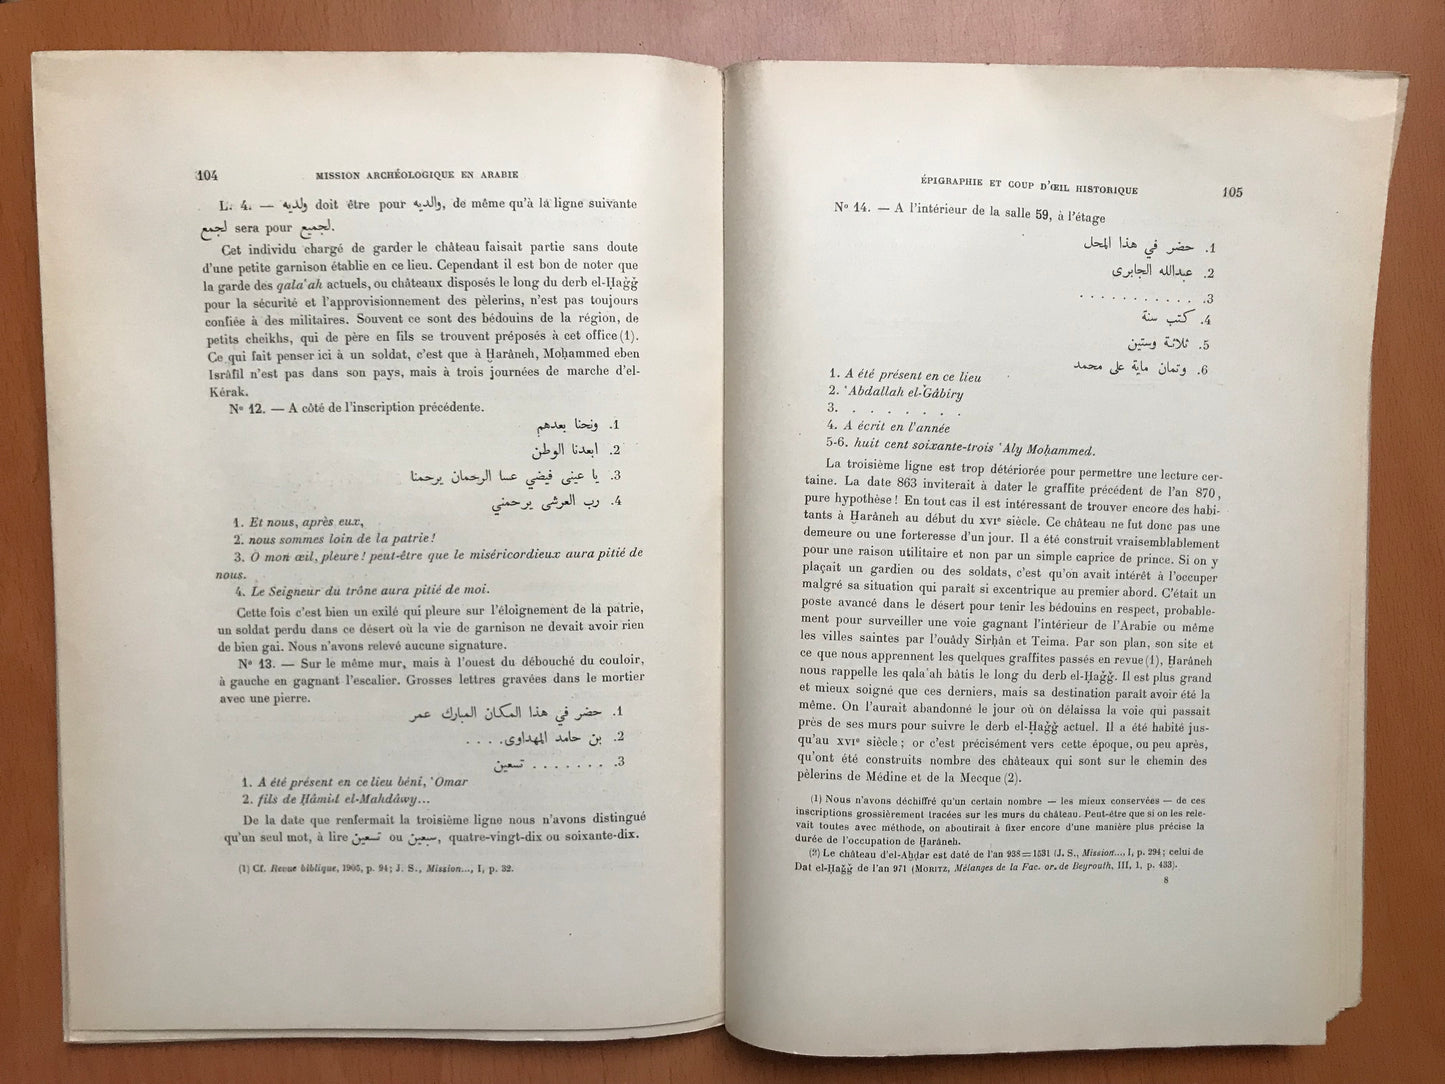 104
MISSION ARCHÉOLOGIQUE EN ARABIE
L. 4. — ولديه doit être pour والديه, de même qu'à la ligne suivante
لجمع sera pour لجميع.
Cet individu chargé de garder le château faisait partie sans doute
d'une petite garnison établie en ce lieu. Cependant il est bon de noter que
la garde des qala‘ah actuels, ou châteaux disposés le long du derb el-Ḥaǧǧ
pour la sécurité et l'approvisionnement des pèlerins, n'est pas toujours
confiée à des militaires. Souvent ce sont des bédouins de la région, de
petits cheikhs, qui de père en fils se trouvent préposés à cet office (1).
Ce qui fait penser ici à un soldat, c'est que à Ḫarâneh, Moḥammed eben
Isrâfîl n'est pas dans son pays, mais à trois journées de marche d'el-
Kérak.
Nº 12. — A côté de l'inscription précédente.
1. ونحنا بعدهم
2. ابعدنا الوطن
3. يا عينى فيضي عسا الرحمان يرحمنا
4. رب العرشى يرحمني
1. Et nous, après eux,
2. nous sommes loin de la patrie!
3. O mon œil, pleure! peut-être que le miséricordieux aura pitié de
nous.
4. Le Seigneur du trône aura pitié de moi.
Cette fois c'est bien un exilé qui pleure sur l'éloignement de la patrie,
un soldat perdu dans ce désert où la vie de garnison ne devait avoir rien
de bien gai. Nous n'avons relevé aucune signature.
Nº 13. — Sur le même mur, mais à l'ouest du débouché du couloir,
à gauche en gagnant l'escalier. Grosses lettres gravées dans le mortier
avec une pierre.
1. حضر في هذا المكان المبارك عمر
2. بن حامد المهداوى. . . .
3. . . . . . . . تسعين
1. A été présent en ce lieu béni, ‘Omar
2. fils de Ḥâmid el-Mahdâwy...
De la date que renfermait la troisième ligne nous n'avons distingué
qu'un seul mot, à lire تسعين ou سبعين, quatre-vingt-dix ou soixante-dix.
(1) Cf. Revue biblique, 1905, p. 94; J. S., Mission..., I, p. 32.
ÉPIGRAPHIE ET COUP D'ŒIL HISTORIQUE
105
Nº 14. — A l'intérieur de la salle 59, à l'étage
1. حضر في هذا المحل
2. عبدالله الجابرى
3. . . . . . . . . . . .
4. كتب سنة
5. ثلاثة وستين
6. وتمان ماية على محمد
1. A été présent en ce lieu
2. ‘Abdallah el-Ǧâbiry
3. . . . . . . .
4. A écrit en l'année
5-6. huit cent soixante-trois ‘Aly Moḥammed.
La troisième ligne est trop détériorée pour permettre une lecture cer-
taine. La date 863 inviterait à dater le graffite précédent de l'an 870,
pure hypothèse! En tout cas il est intéressant de trouver encore des habi-
tants à Ḫarâneh au début du XVIe siècle. Ce château ne fut donc pas une
demeure ou une forteresse d'un jour. Il a été construit vraisemblablement
pour une raison utilitaire et non par un simple caprice de prince. Si on y
plaçait un gardien ou des soldats, c'est qu'on avait intérêt à l'occuper
malgré sa situation qui paraît si excentrique au premier abord. C'était un
poste avancé dans le désert pour tenir les bédouins en respect, probable-
ment pour surveiller une voie gagnant l'intérieur de l'Arabie ou même
les villes saintes par l'ouâdy Sirḥân et Teima. Par son plan, son site et
ce que nous apprennent les quelques graffites passés en revue (1), Ḫarâneh
nous rappelle les qala‘ah bâtis le long du derb el-Ḥaǧǧ. Il est plus grand
et mieux soigné que ces derniers, mais sa destination paraît avoir été la
même. On l'aurait abandonné le jour où on délaissa la voie qui passait
près de ses murs pour suivre le derb el-Ḥaǧǧ actuel. Il a été habité jus-
qu'au XVIe siècle; or c'est précisément vers cette époque, ou peu après,
qu'ont été construits nombre des châteaux qui sont sur le chemin des
pèlerins de Médine et de la Mecque (2).
(1) Nous n'avons déchiffré qu'un certain nombre — les mieux conservées — de ces
inscriptions grossièrement tracées sur les murs du château. Peut-être que si on les rele-
vait toutes avec méthode, on aboutirait à fixer encore d'une manière plus précise la
durée de l'occupation de Ḫarâneh.
(2) Le château d'el-Aḫḍar est daté de l'an 938=1531 (J. S., Mission..., I, p. 294; celui de
Dat el-Ḥaǧǧ de l'an 971 (MORITZ, Mélanges de la Fac. or. de Beyrouth, III, 1, p. 433).
8